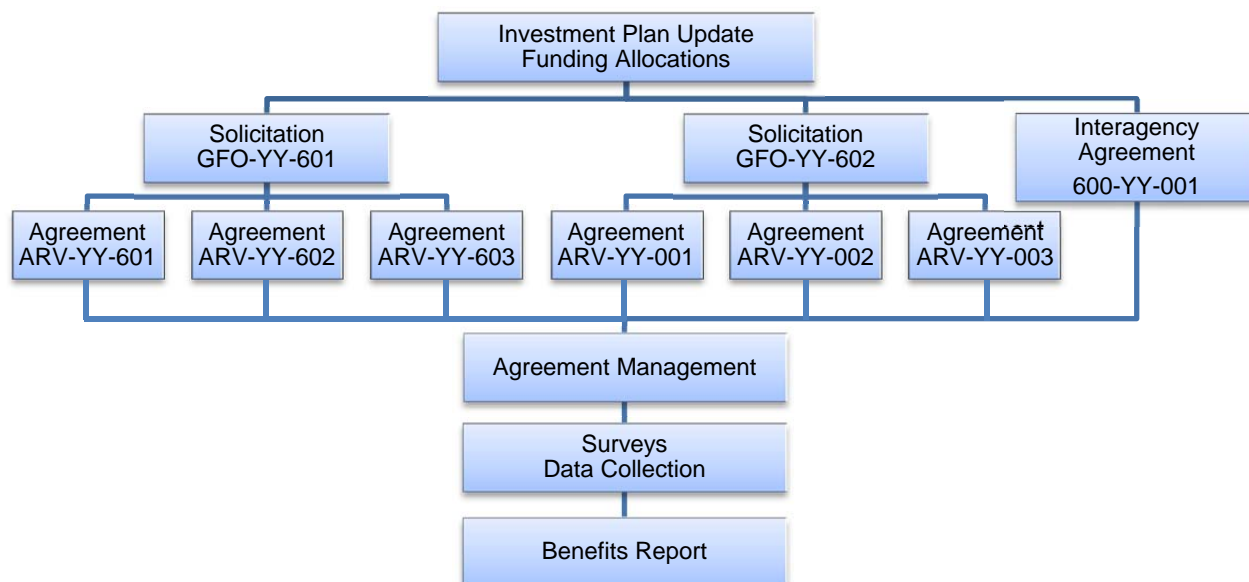 Investment Plan Update
Funding Allocations
Solicitation
GFO-YY-601
Solicitation
GFO-YY-602
Interagency
Agreement
600-YY-001
Agreement
ARV-YY-601
Agreement
ARV-YY-602
Agreement
ARV-YY-603
Agreement
ARV-YY-001
Agreement
ARV-YY-002
Agreement
ARV-YY-003
Agreement Management
Surveys
Data Collection
Benefits Report